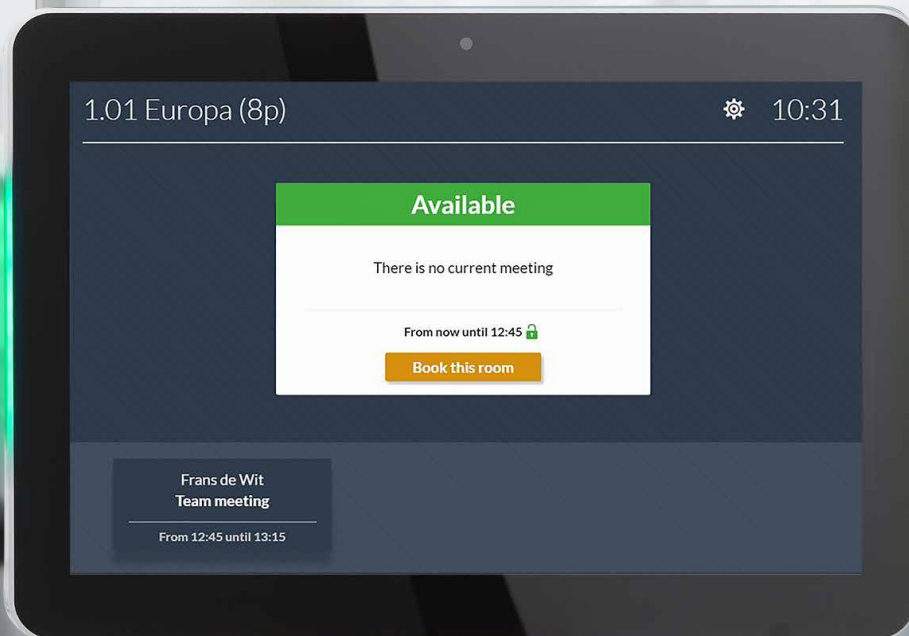 1.01 Europa (8p)
10:31
Available
There is no current meeting
From now until 12:45
Book this room
Frans de Wit
Team meeting
From 12:45 until 13:15